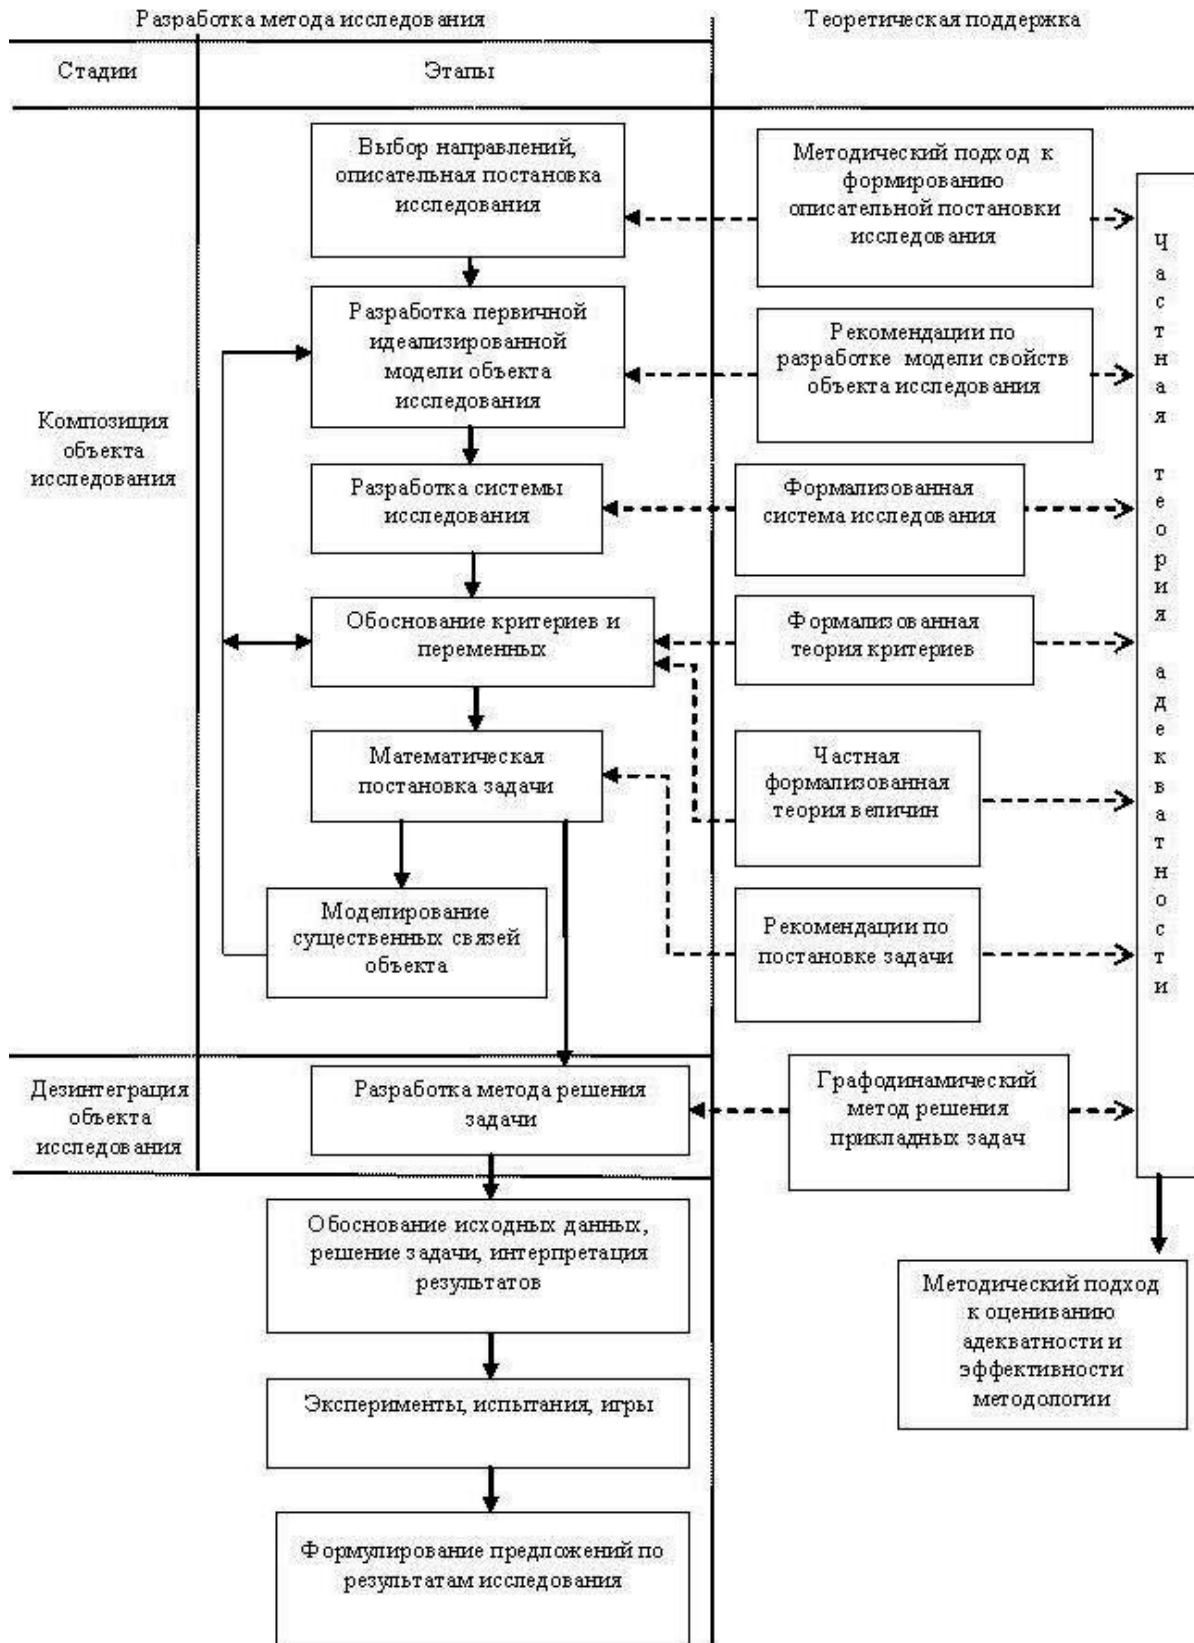 Разработка метода исследования
Теоретическая поддержка
Стадии
Этапы
Выбор направлений,
описательная постановка
исследования
Методический подход к
формированию
описательной постановки
исследования
Разработка первичной
идеализированной
модели объекта
исследования
Рекомендации по
разработке модели свойств
объекта исследования
Композиция
объекта
исследования
Разработка системы
исследования
Формализованная
система исследования
Обоснование критериев и
переменных
Формализованная
теория критериев
Математическая
постановка задачи
Частная
формализованная
теория величин
Моделирование
существенных связей
объекта
Рекомендации по
постановке задачи
Частная теория адекватности
Дезинтеграция
объекта
исследования
Разработка метода решения
задачи
Графодинамический
метод решения
прикладных задач
Обоснование исходных данных,
решение задачи, интерпретация
результатов
Методический подход
к оцениванию
адекватности и
эффективности
методологии
Эксперименты, испытания, игры
Формулирование предложений по
результатам исследования